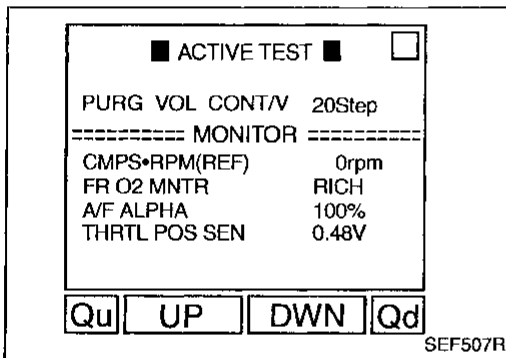 ■ ACTIVE TEST ■
PURG VOL CONT/V 20Step
========= MONITOR =========
CMPS•RPM(REF) 0rpm
FR O2 MNTR RICH
A/F ALPHA 100%
THRTL POS SEN 0.48V
Qu UP DWN Qd
SEF507R